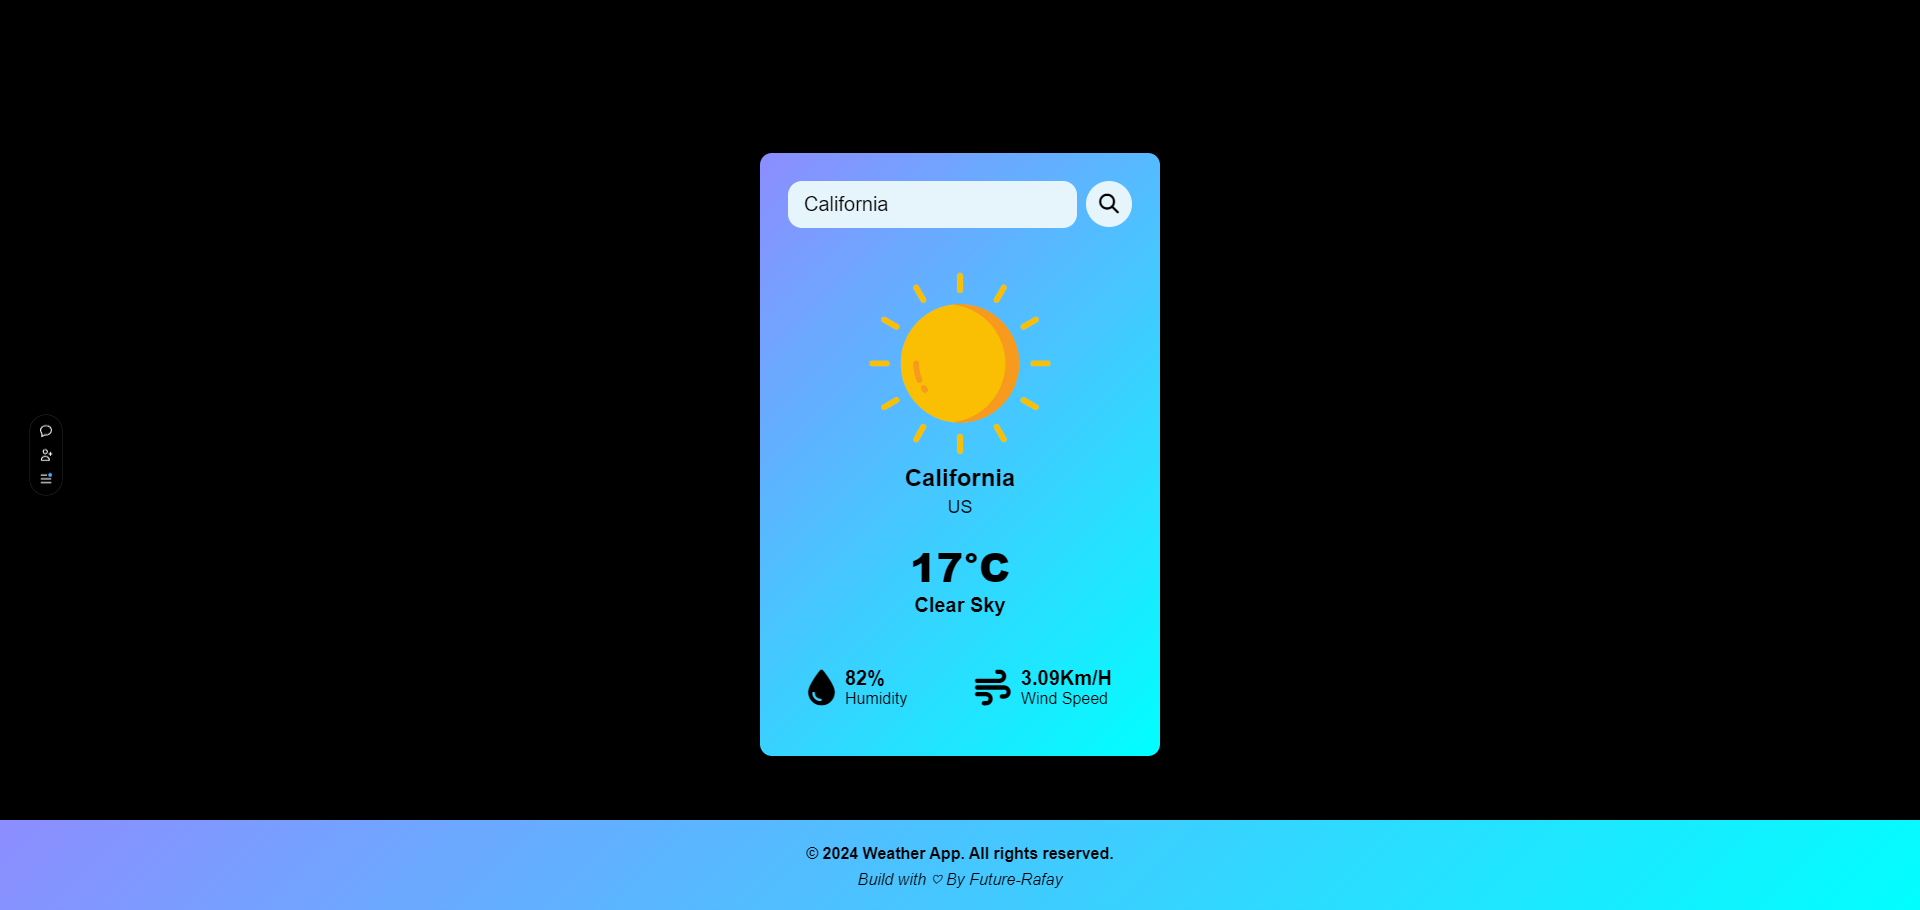 California
California
US
17°C
Clear Sky
82%
Humidity
3.09Km/H
Wind Speed
© 2024 Weather App. All rights reserved.
Build with ♡ By Future-Rafay